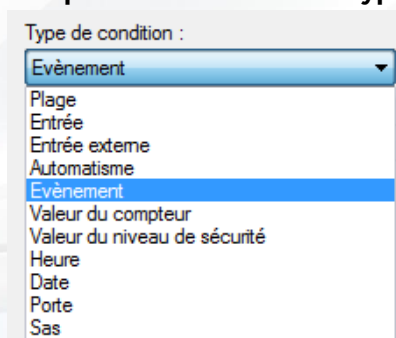 Type de condition :
Evènement
Plage
Entrée
Entrée externe
Automatisme
Evènement
Valeur du compteur
Valeur du niveau de sécurité
Heure
Date
Porte
Sas